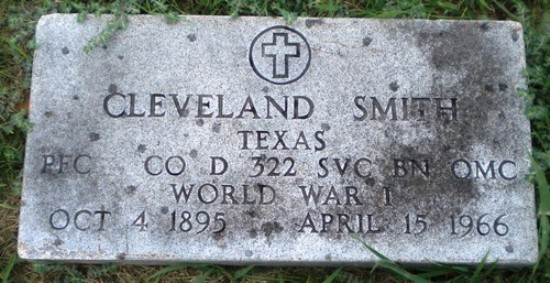 CLEVELAND SMITH
TEXAS
PFC CO D 322 SVC BN QMC
WORLD WAR I
OCT 4 1895 APRIL 15 1966